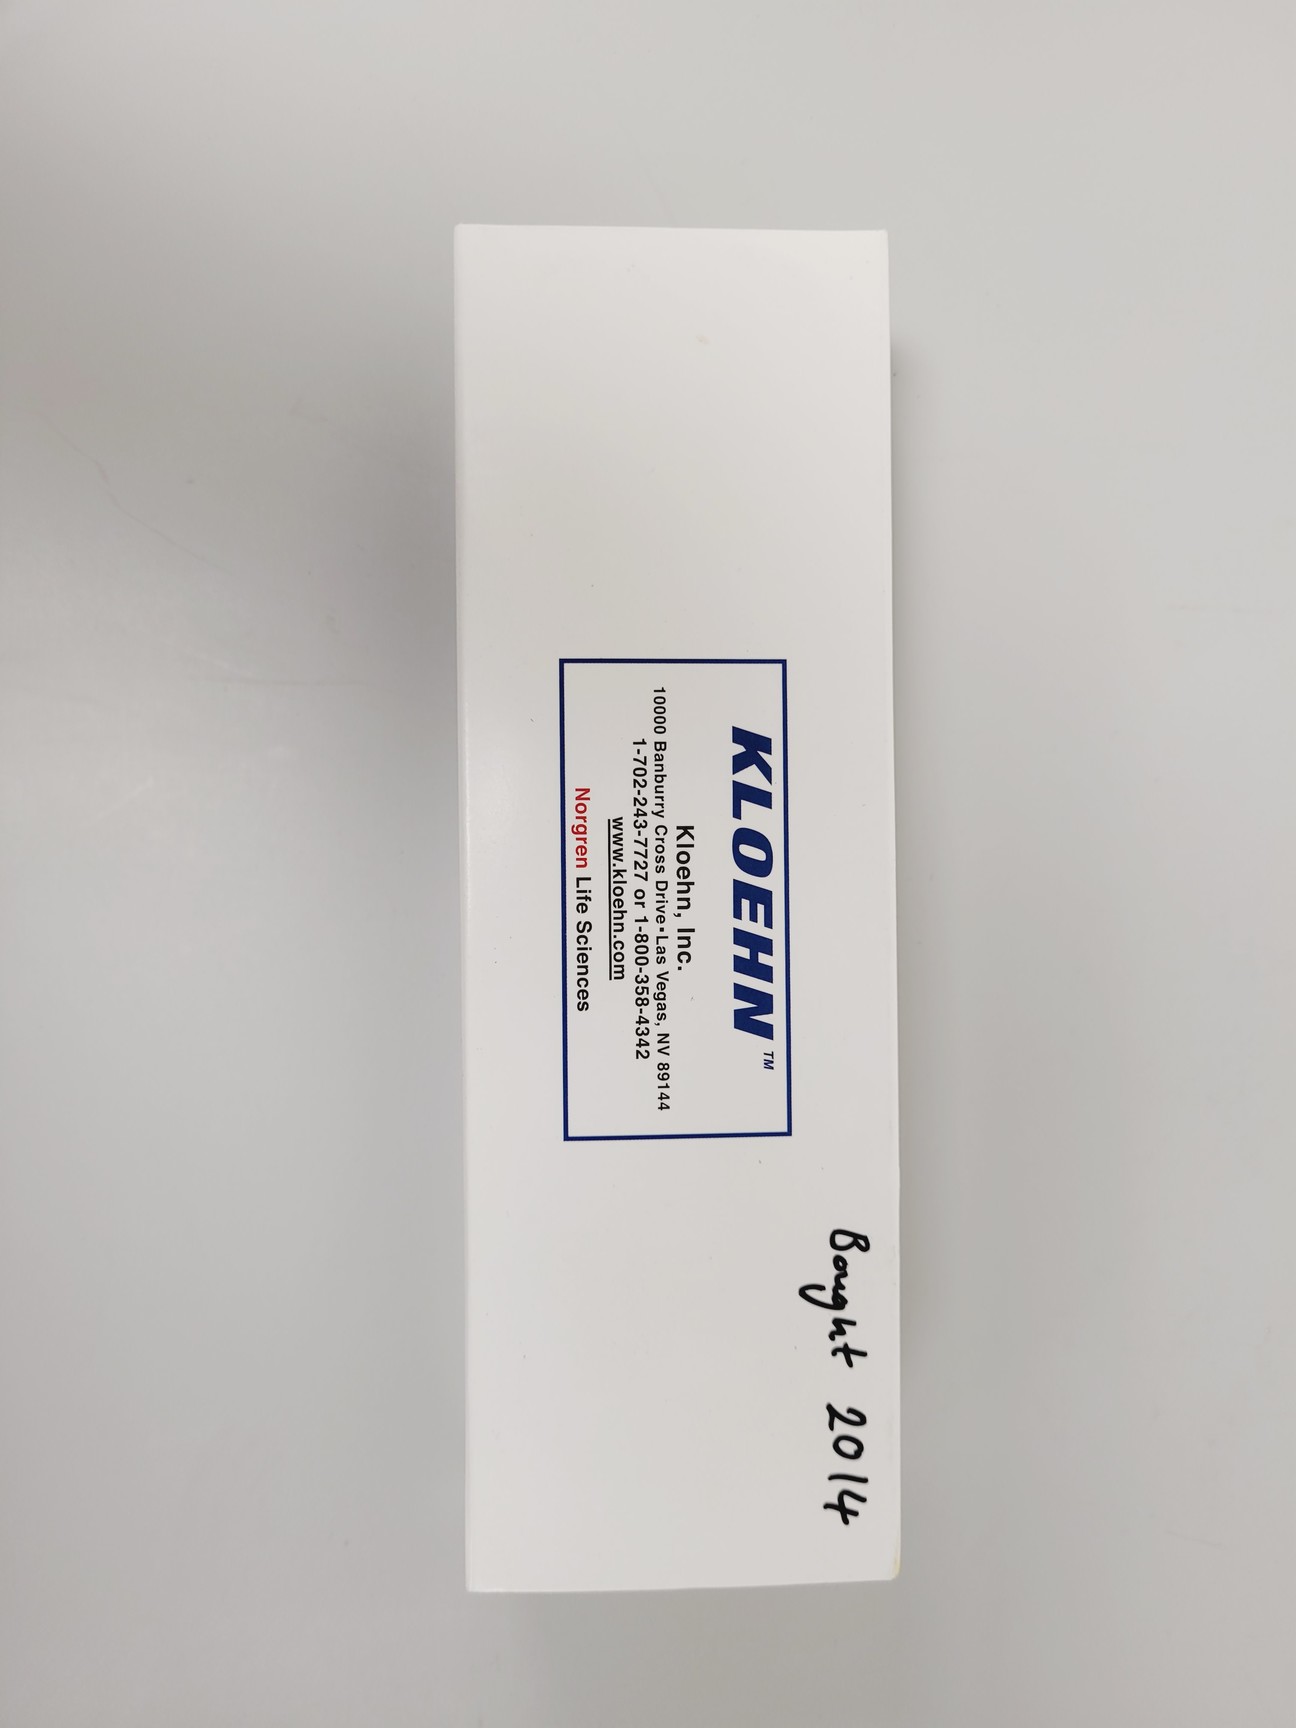 KLOEHN™
Kloehn, Inc.
10000 Banburry Cross Drive▪Las Vegas, NV 89144
1-702-243-7727 or 1-800-358-4342
www.kloehn.com
Norgren Life Sciences
Bought 2014